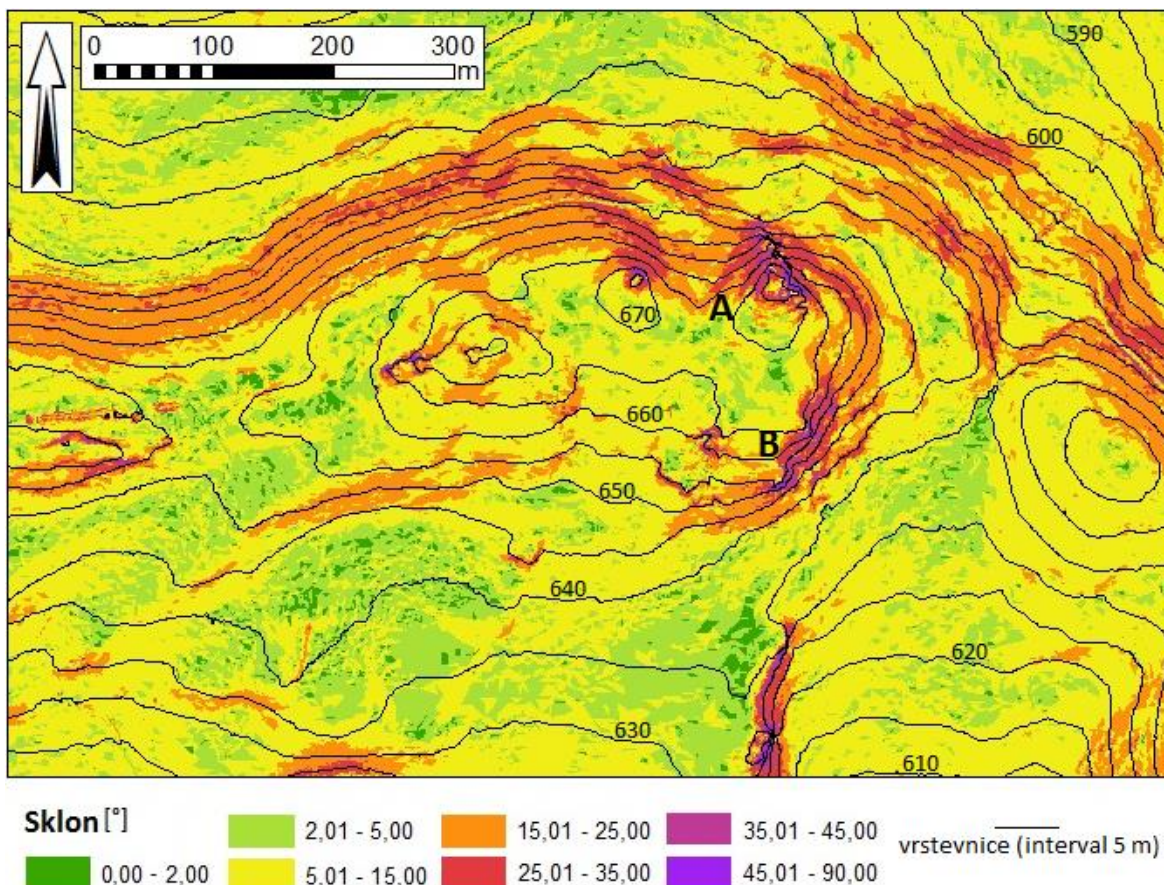 0 100 200 300
m
590
600
A
670
660
B
650
640
620
630
610
Sklon [°]
0,00 - 2,00
2,01 - 5,00
5,01 - 15,00
15,01 - 25,00
25,01 - 35,00
35,01 - 45,00
45,01 - 90,00
vrstevnice (interval 5 m)